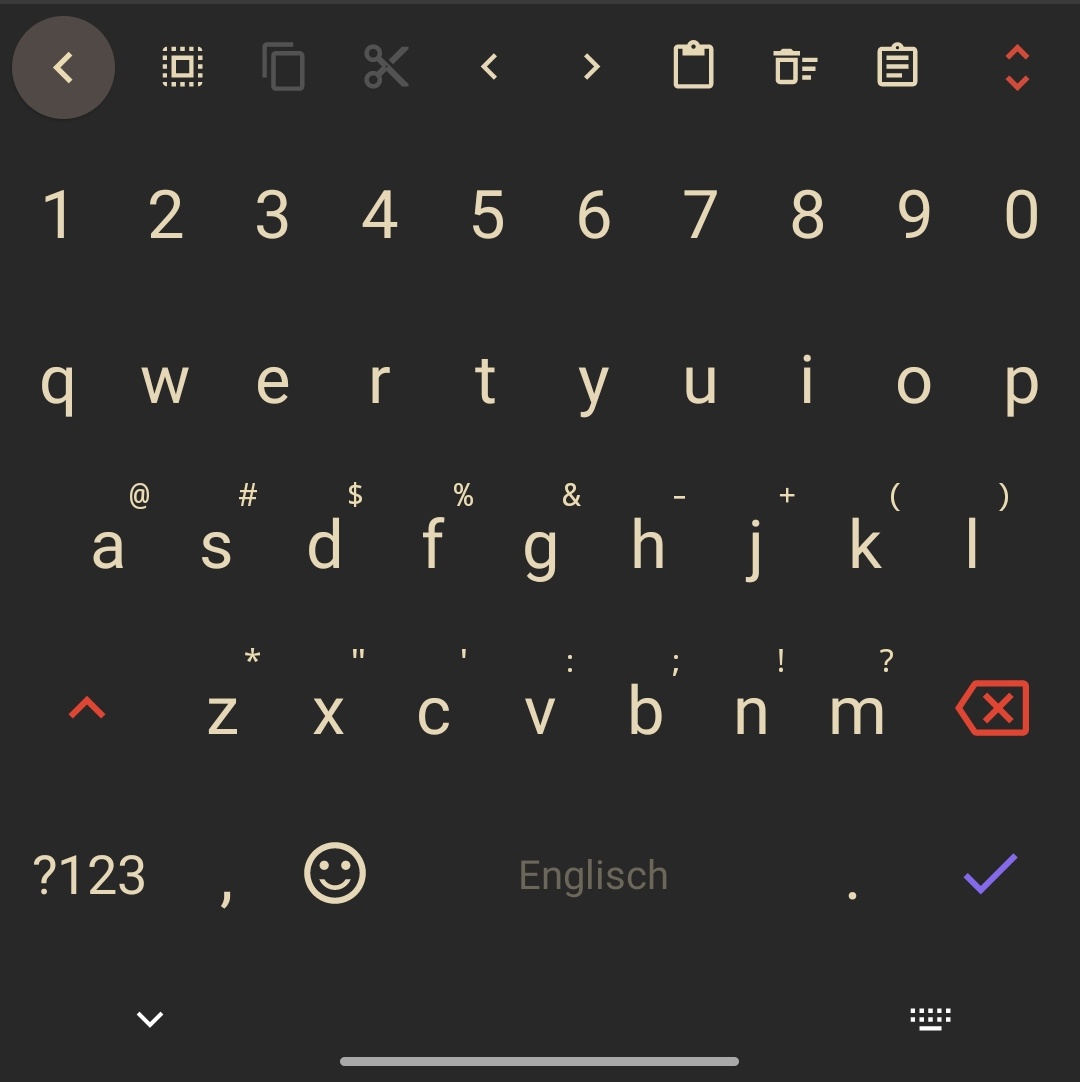 1 2 3 4 5 6 7 8 9 0
q w e r t y u i o p
@ # $ % & - + ( )
a s d f g h j k l
* " ' : ; ! ?
z x c v b n m
?123 , Englisch .